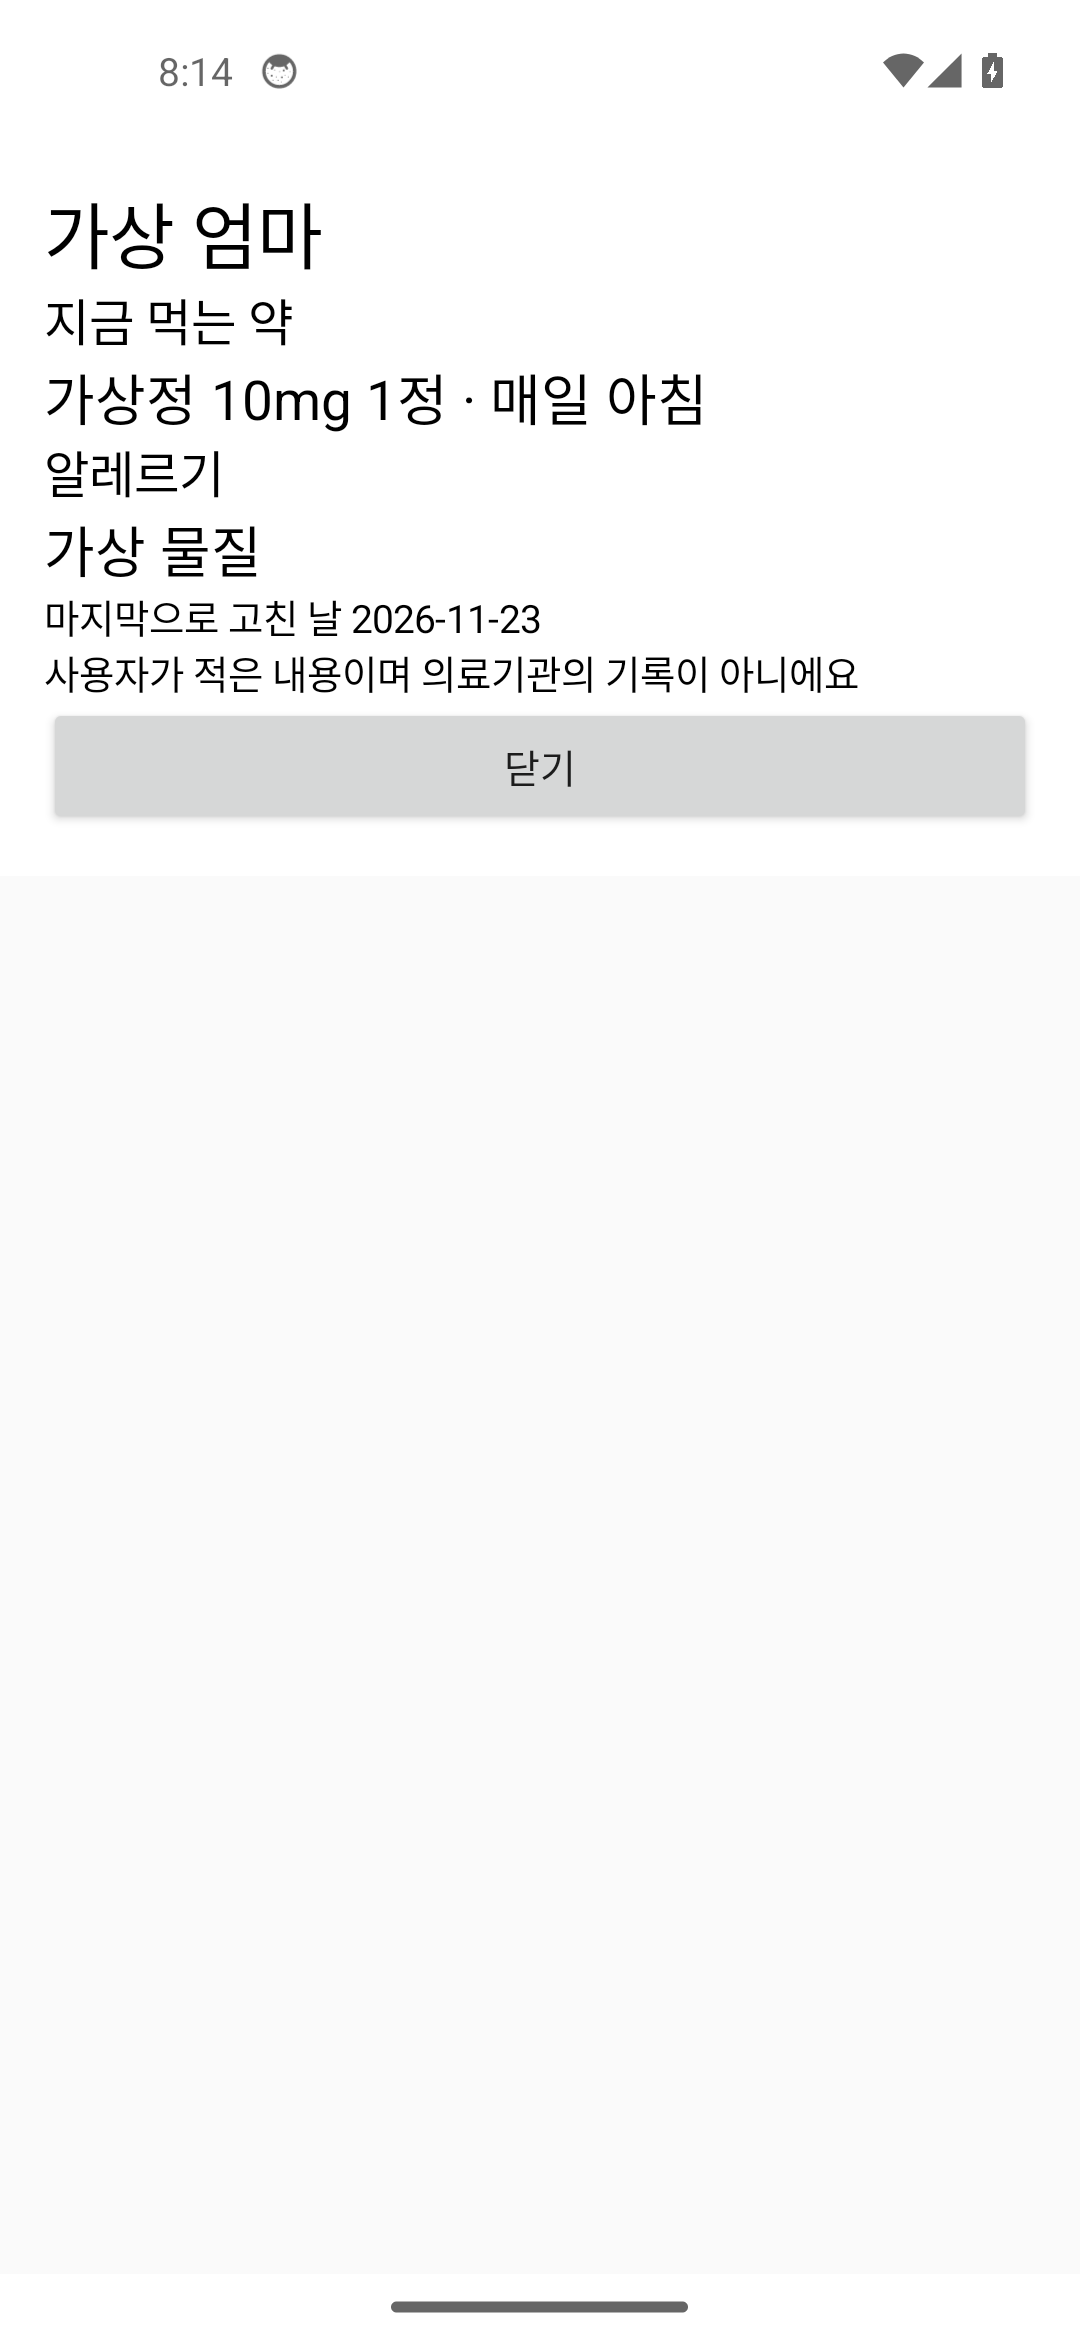 8:14
가상 엄마
지금 먹는 약
가상정 10mg 1정 · 매일 아침
알레르기
가상 물질
마지막으로 고친 날 2026-11-23
사용자가 적은 내용이며 의료기관의 기록이 아니에요
닫기